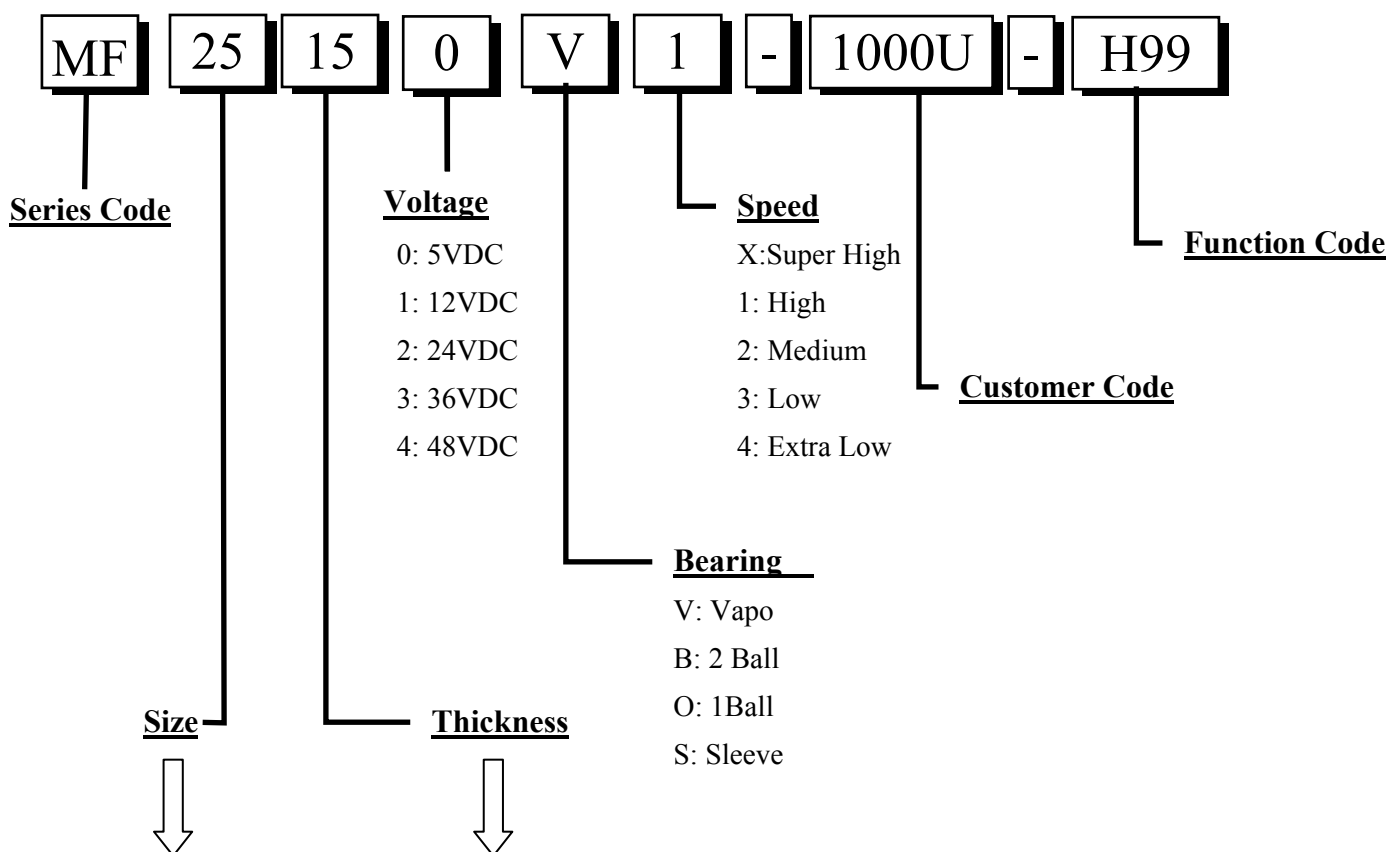 MF 25 15 0 V 1 - 1000U - H99
Series Code
Voltage
0: 5VDC
1: 12VDC
2: 24VDC
3: 36VDC
4: 48VDC
Speed
X:Super High
1: High
2: Medium
3: Low
4: Extra Low
Function Code
Customer Code
Bearing
V: Vapo
B: 2 Ball
O: 1Ball
S: Sleeve
Size
Thickness